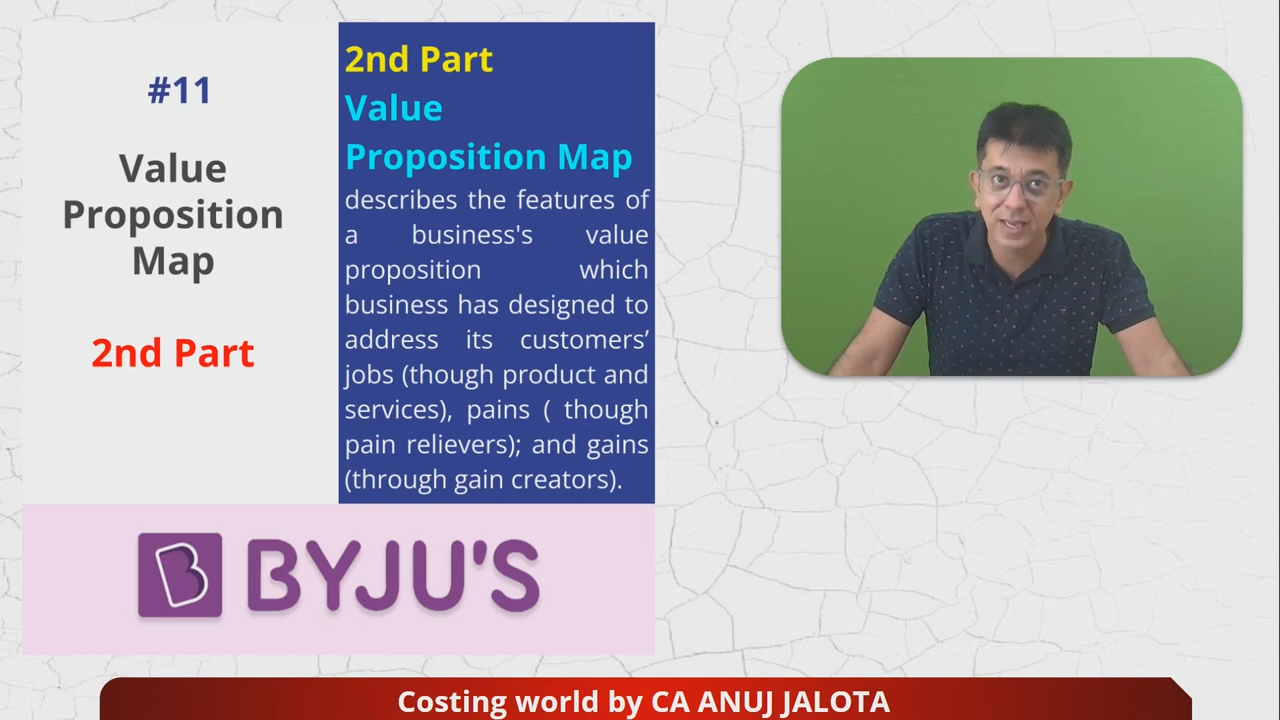 #11
Value
Proposition
Map
2nd Part
2nd Part
Value
Proposition Map
describes the features of
a business's value
proposition which
business has designed to
address its customers’
jobs (though product and
services), pains ( though
pain relievers); and gains
(through gain creators).
B BYJU'S
Costing world by CA ANUJ JALOTA